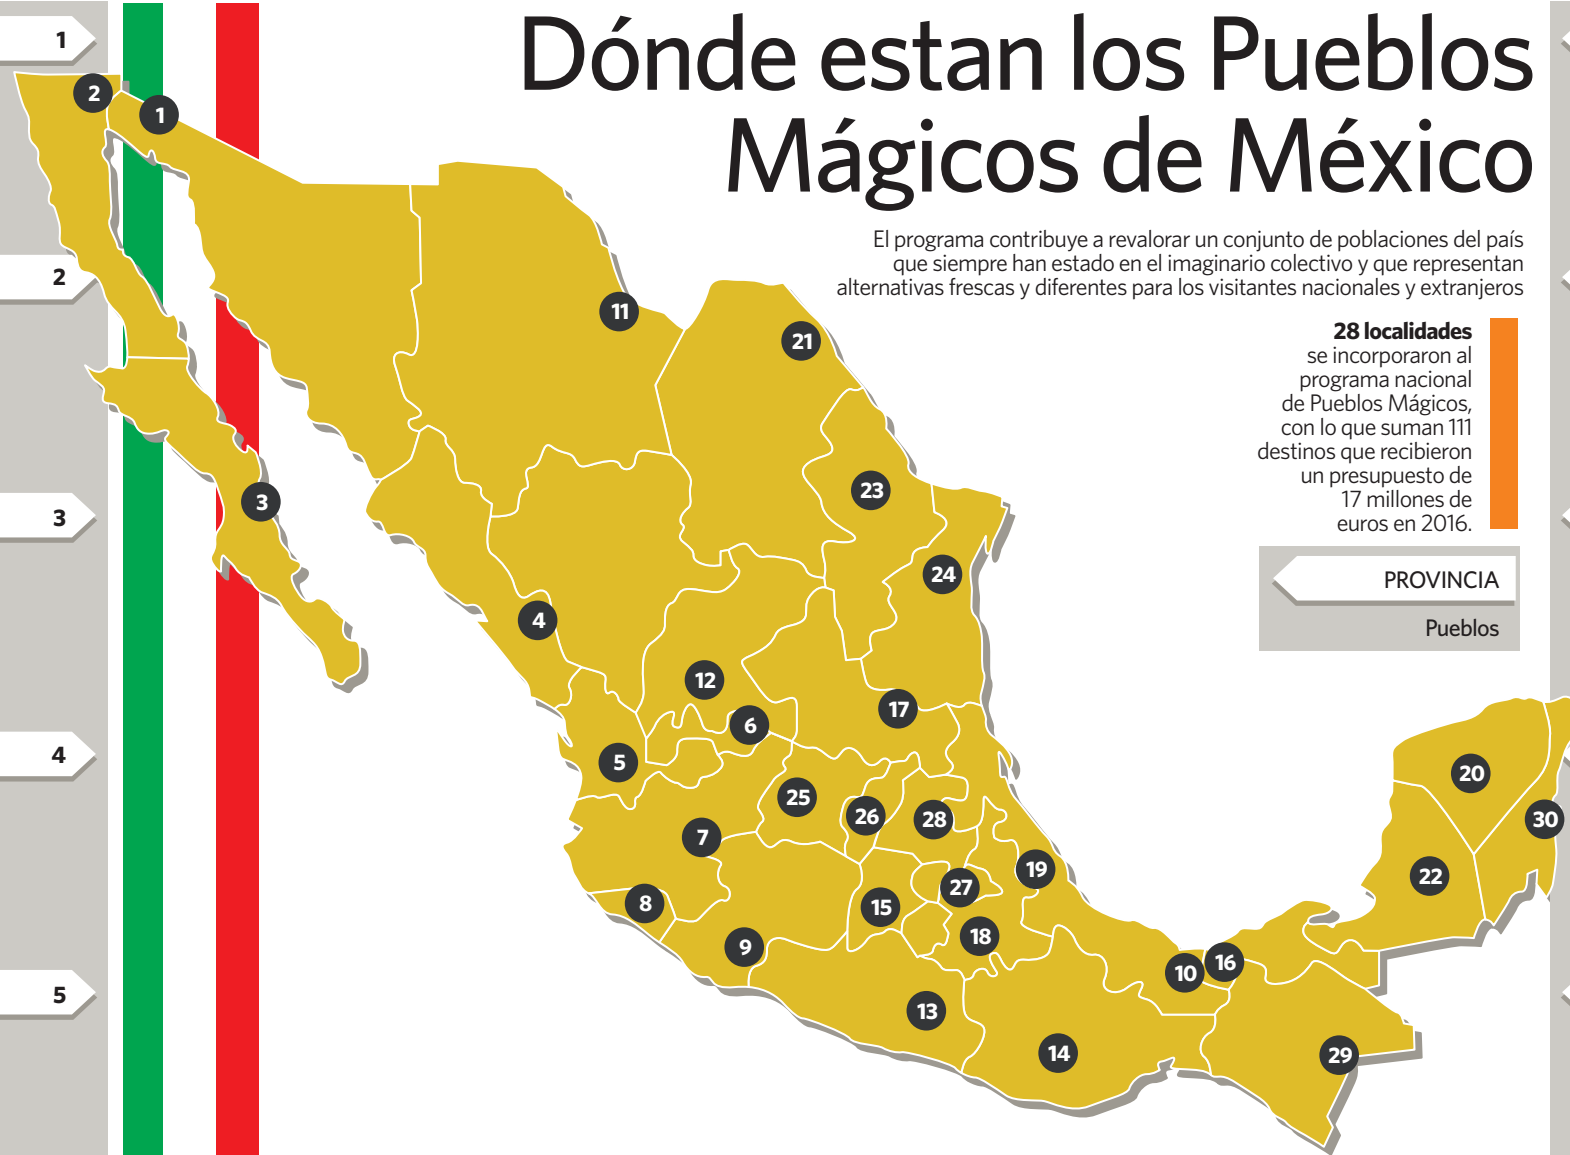 Dónde estan los Pueblos
Mágicos de México
El programa contribuye a revalorar un conjunto de poblaciones del país
que siempre han estado en el imaginario colectivo y que representan
alternativas frescas y diferentes para los visitantes nacionales y extranjeros
28 localidades
se incorporaron al
programa nacional
de Pueblos Mágicos,
con lo que suman 111
destinos que recibieron
un presupuesto de
17 millones de
euros en 2016.
PROVINCIA
Pueblos
1
2
3
4
5
2
1
11
21
3
23
24
4
12
17
6
5
20
25
26
28
30
7
19
22
27
8
15
18
9
16
10
13
14
29